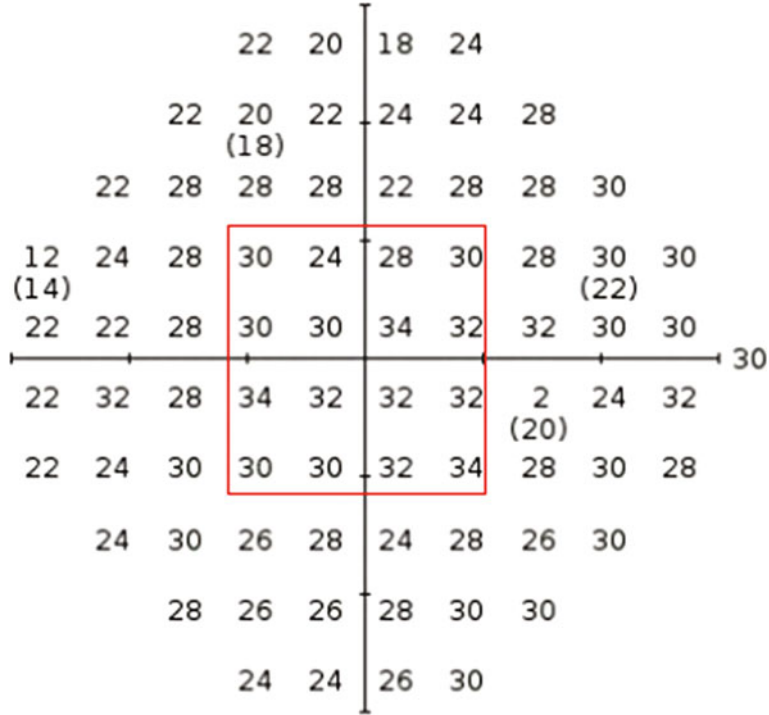 22 20 18 24
22 20 22 24 24 28
(18)
22 28 28 28 22 28 28 30
12 24 28 30 24 28 30 28 30 30
(14) (22)
22 22 28 30 30 34 32 32 30 30
30
22 32 28 34 32 32 32 2 24 32
(20)
22 24 30 30 30 32 34 28 30 28
24 30 26 28 24 28 26 30
28 26 26 28 30 30
24 24 26 30